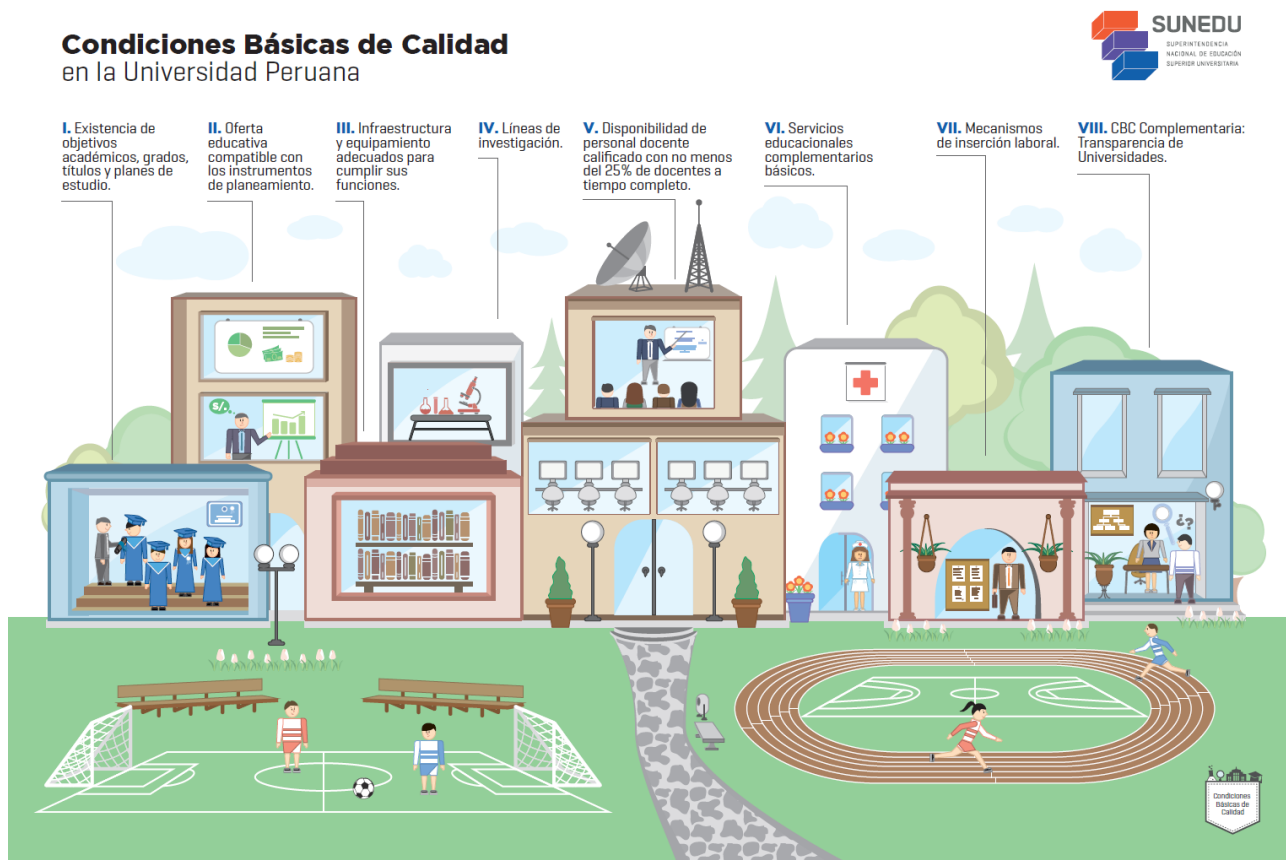 Condiciones Básicas de Calidad
en la Universidad Peruana
SUNEDU
SUPERINTENDENCIA
NACIONAL DE EDUCACIÓN
SUPERIOR UNIVERSITARIA
I. Existencia de
objetivos
académicos, grados,
títulos y planes de
estudio.
II. Oferta
educativa
compatible con
los instrumentos
de planeamiento.
III. Infraestructura
y equipamiento
adecuados para
cumplir sus
funciones.
IV. Líneas de
investigación.
V. Disponibilidad de
personal docente
calificado con no menos
del 25% de docentes a
tiempo completo.
VI. Servicios
educacionales
complementarios
básicos.
VII. Mecanismos
de inserción laboral.
VIII. CBC Complementaria:
Transparencia de
Universidades.
S/.
¿?
Condiciones
Básicas de
Calidad